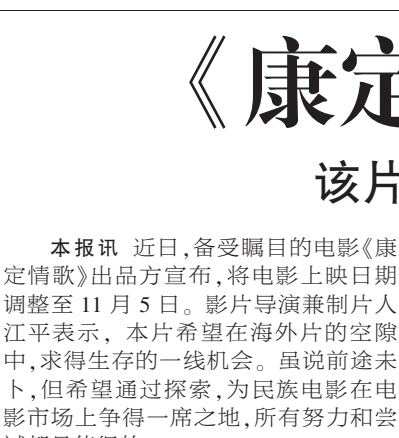 《康定
该片
本报讯 近日,备受瞩目的电影《康
定情歌》出品方宣布,将电影上映日期
调整至 11 月 5 日。影片导演兼制片人
江平表示，本片希望在海外片的空隙
中,求得生存的一线机会。虽说前途未
卜,但希望通过探索,为民族电影在电
影市场上争得一席之地,所有努力和尝